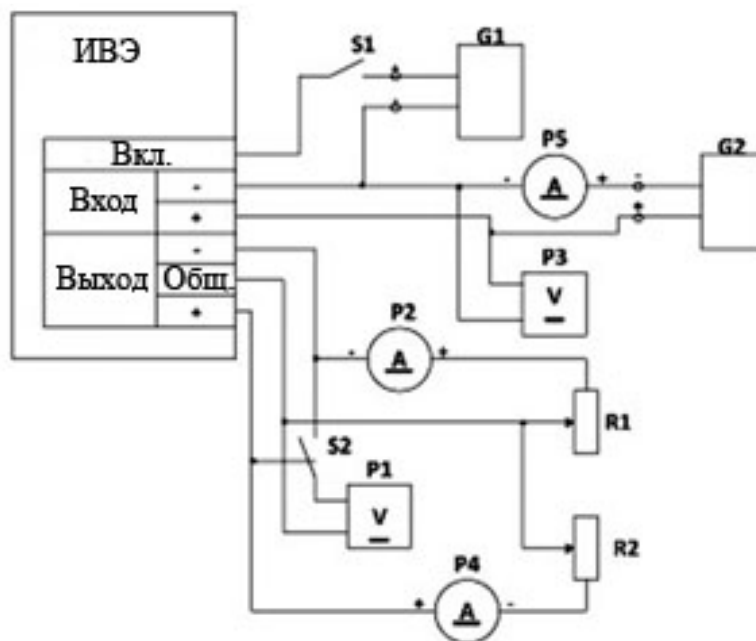 ИВЭ
S1
G1
Вкл.
Вход
-
+
Выход
-
Общ.
+
P5
-
A
+
-
+
G2
P3
V
P2
-
A
+
R1
S2
P1
V
R2
P4
+
A
-